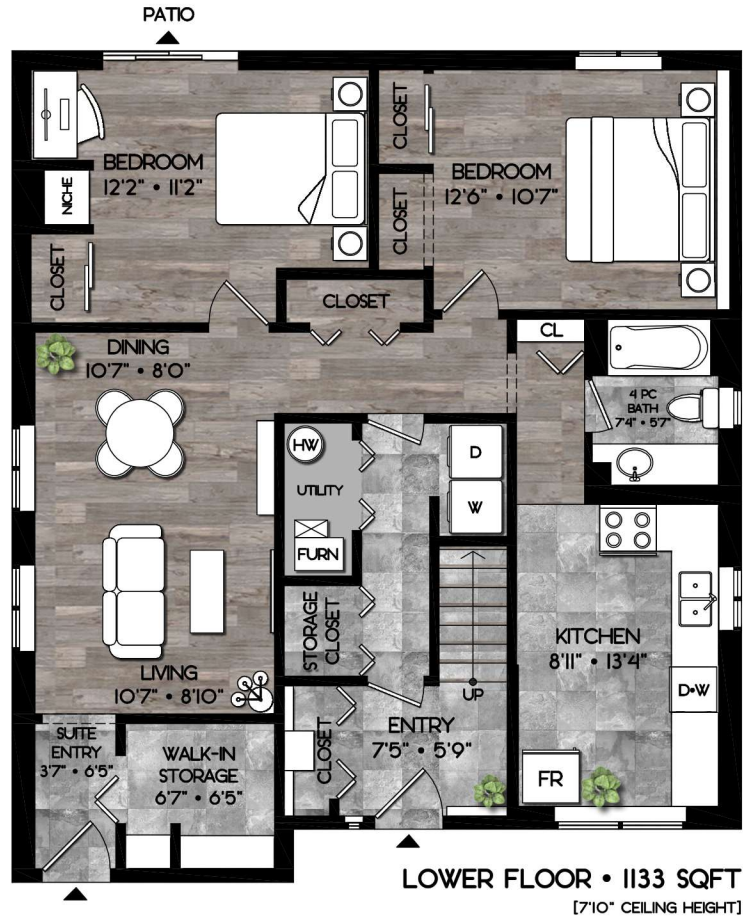 PATIO
BEDROOM
12'2" • 11'2"
NICHE
CLOSET
CLOSET
CLOSET
BEDROOM
12'6" • 10'7"
CLOSET
CL
DINING
10'7" • 8'0"
4 PC
BATH
7'4" • 5'7"
HW
UTILITY
FURN
D
W
STORAGE
CLOSET
UP
KITCHEN
8'11" • 13'4"
D•W
FR
LIVING
10'7" • 8'10"
SUITE
ENTRY
3'7" • 6'5"
WALK-IN
STORAGE
6'7" • 6'5"
CLOSET
ENTRY
7'5" • 5'9"
LOWER FLOOR • 1133 SQFT
[7'10" CEILING HEIGHT]